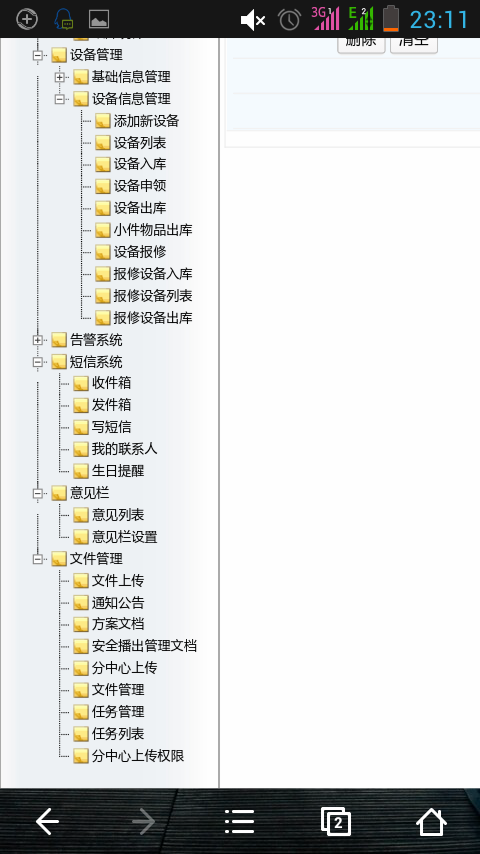 3G
E 2
23:11
设备管理
删除 清空
基础信息管理
设备信息管理
添加新设备
设备列表
设备入库
设备申领
设备出库
小件物品出库
设备报修
报修设备入库
报修设备列表
报修设备出库
告警系统
短信系统
收件箱
发件箱
写短信
我的联系人
生日提醒
意见栏
意见列表
意见栏设置
文件管理
文件上传
通知公告
方案文档
安全播出管理文档
分中心上传
文件管理
任务管理
任务列表
分中心上传权限
2